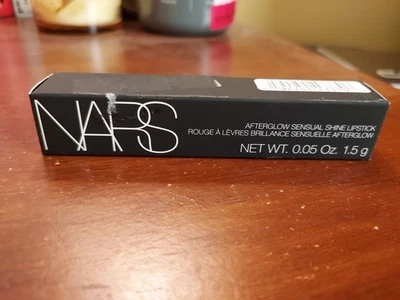 NARS
AFTERGLOW SENSUAL SHINE LIPSTICK
ROUGE À LÈVRES BRILLANCE SENSUELLE AFTERGLOW
NET WT. 0.05 Oz. 1.5 g